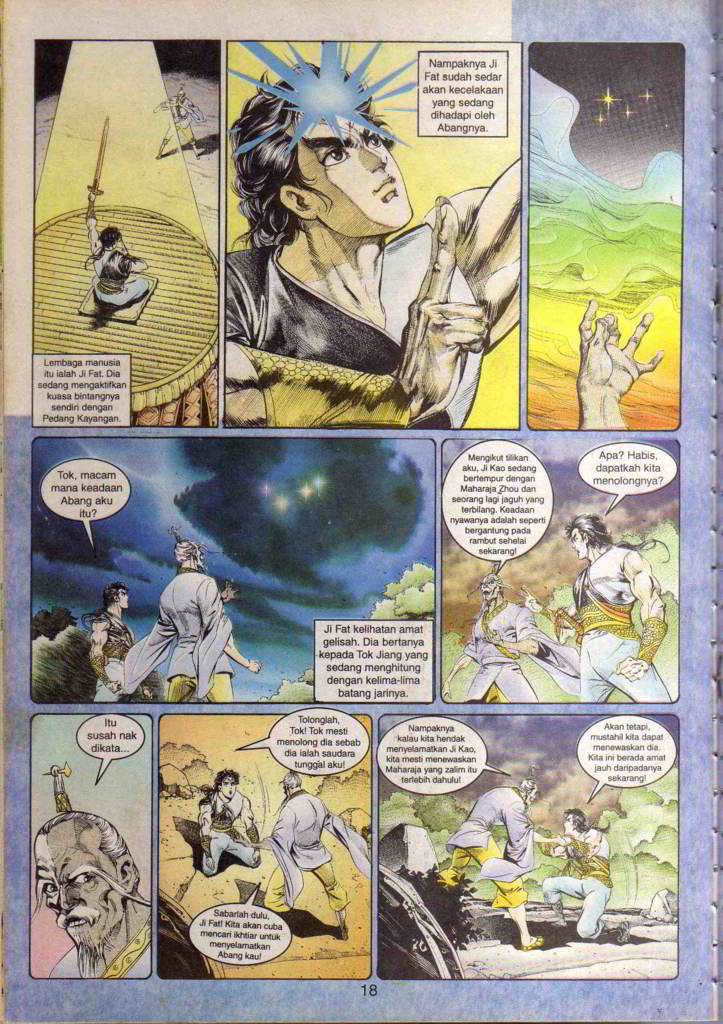 Lembaga manusia
itu ialah Ji Fat. Dia
sedang mengaktifkan
kuasa bintangnya
sendiri dengan
Pedang Kayangan.
Nampaknya Ji
Fat sudah sedar
akan kecelakaan
yang sedang
dihadapi oleh
Abangnya.
Tok, macam
mana keadaan
Abang aku
itu?
Ji Fat kelihatan amat
gelisah. Dia bertanya
kepada Tok Jiang yang
sedang menghitung
dengan kelima-lima
batang jarinya.
Mengikut tilikan
aku, Ji Kao sedang
bertempur dengan
Maharaja Zhou dan
seorang lagi jaguh yang
terbilang. Keadaan
nyawanya adalah seperti
bergantung pada
rambut sehelai
sekarang!
Apa? Habis,
dapatkah kita
menolongnya?
Itu
susah nak
dikata...
Tolonglah,
Tok! Tok mesti
menolong dia sebab
dia ialah saudara
tunggal aku!
Sabarlah dulu,
Ji Fat! Kita akan cuba
mencari ikhtiar untuk
menyelamatkan
Abang kau!
Nampaknya
kalau kita hendak
menyelamatkan Ji Kao,
kita mesti menewaskan
Maharaja yang zalim itu
terlebih dahulu!
Akan tetapi,
mustahil kita dapat
menewaskan dia.
Kita ini berada amat
jauh daripadanya
sekarang!
18